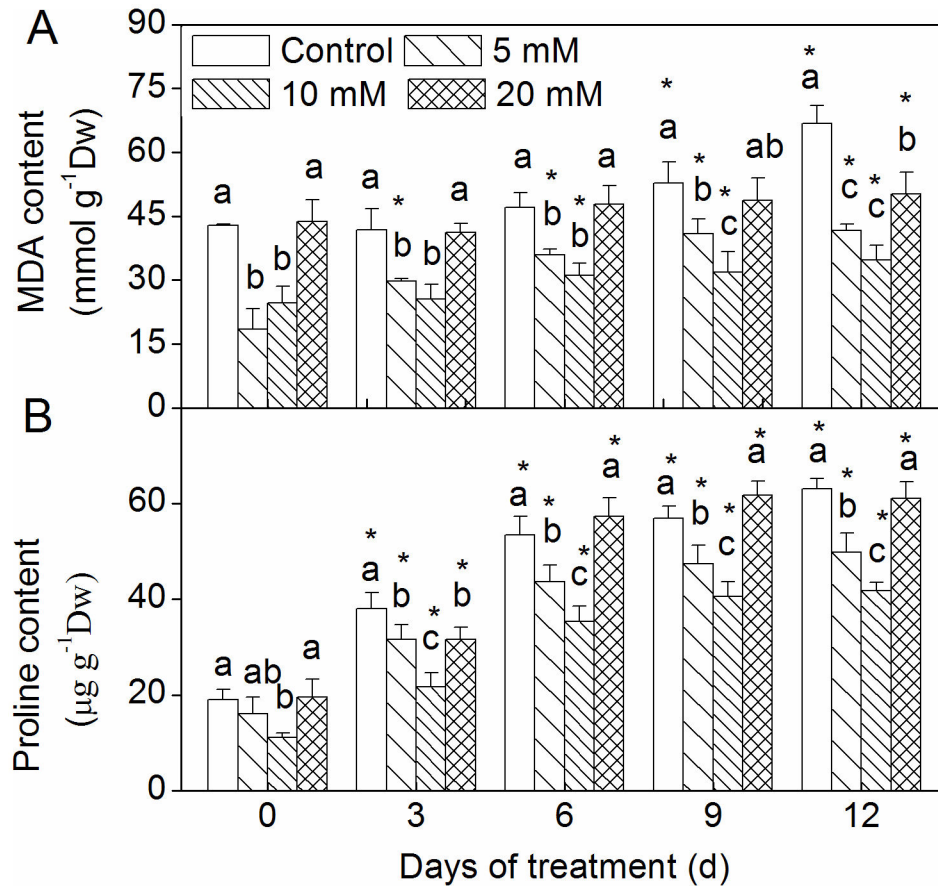 A
90
75
60
45
30
15
0
MDA content
(mmol g⁻¹Dw)
Control 5 mM
10 mM 20 mM
a b b a
a * b b a
a * b * b a
* a * b * c ab
* a * c * c * b
B
60
40
20
0
Proline content
(μg g⁻¹Dw)
a ab b a
* a * b * c * b
* a * b * c * a
* a * b * c * a
* a * b * c * a
0 3 6 9 12
Days of treatment (d)